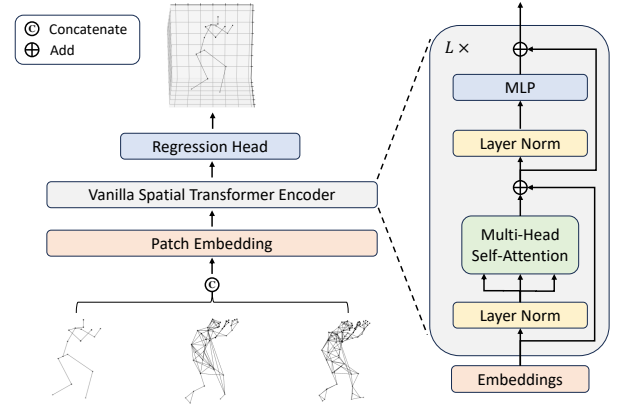 C Concatenate
Add
Regression Head
Vanilla Spatial Transformer Encoder
Patch Embedding
C
L ×
MLP
Layer Norm
Multi-Head
Self-Attention
Layer Norm
Embeddings